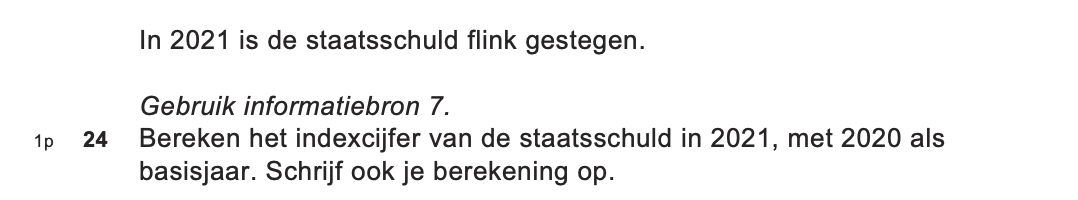 In 2021 is de staatsschuld flink gestegen.
Gebruik informatiebron 7.
1p 24 Bereken het indexcijfer van de staatsschuld in 2021, met 2020 als
basisjaar. Schrijf ook je berekening op.